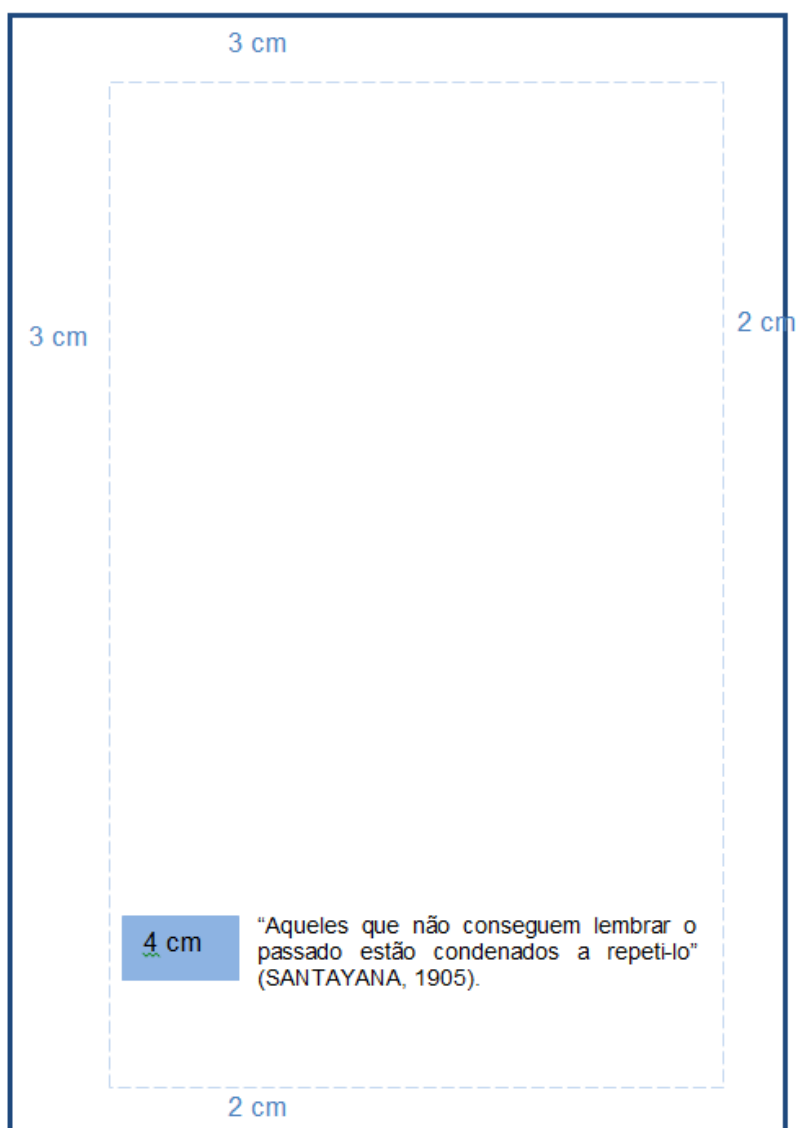 3 cm
3 cm
2 cm
4 cm
“Aqueles que não conseguem lembrar o
passado estão condenados a repeti-lo”
(SANTAYANA, 1905).
2 cm